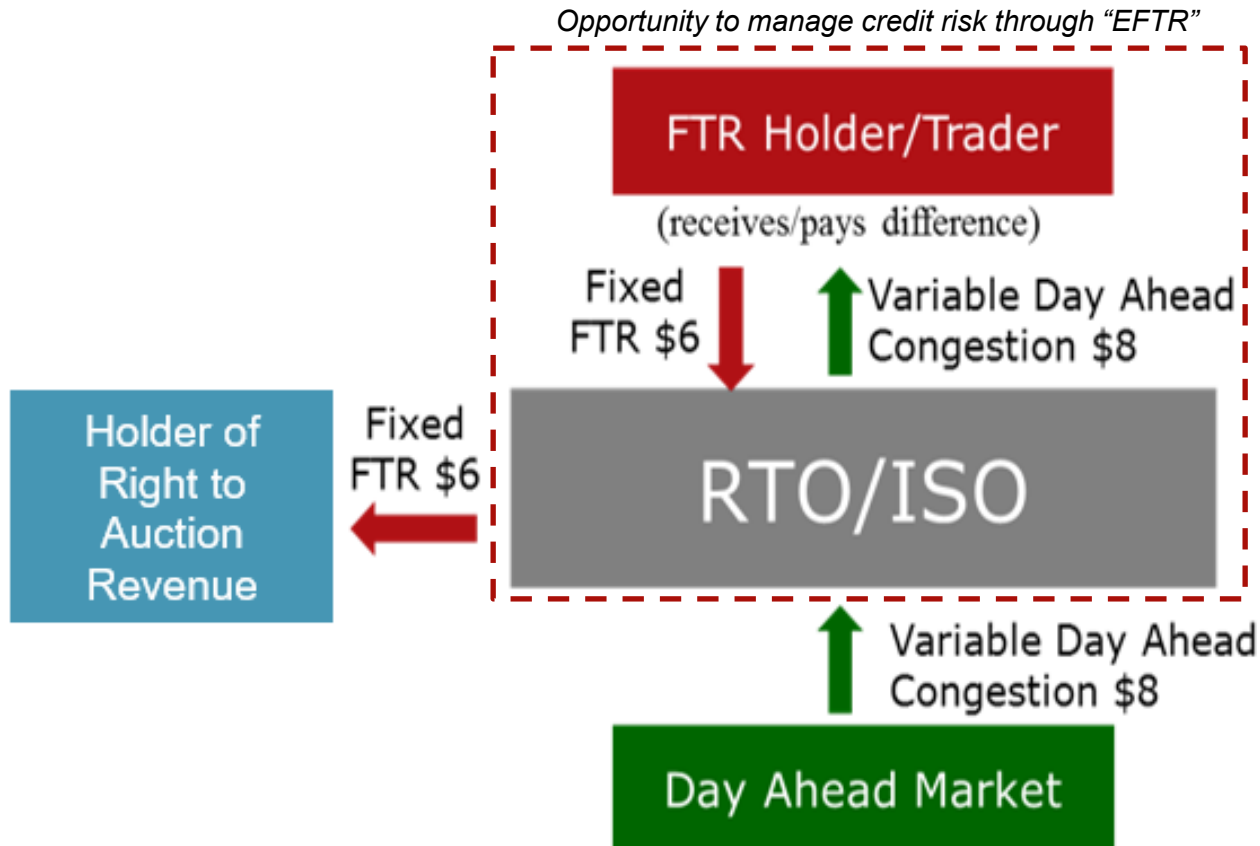 Opportunity to manage credit risk through “EFTR”
FTR Holder/Trader
(receives/pays difference)
Fixed
FTR $6
Variable Day Ahead
Congestion $8
Holder of
Right to
Auction
Revenue
Fixed
FTR $6
RTO/ISO
Variable Day Ahead
Congestion $8
Day Ahead Market